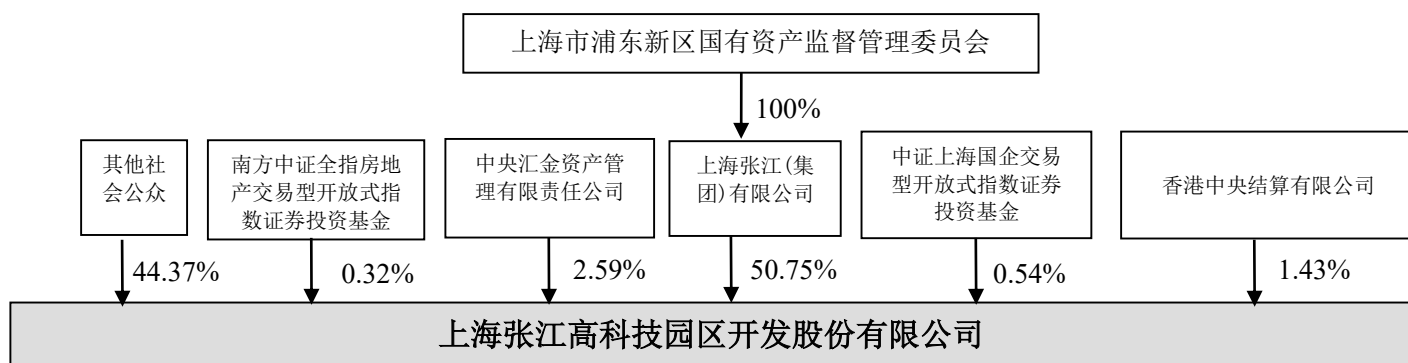 上海市浦东新区国有资产监督管理委员会
100%
其他社
会公众
南方中证全指房地
产交易型开放式指
数证券投资基金
中央汇金资产管
理有限责任公司
上海张江(集
团)有限公司
中证上海国企交易
型开放式指数证券
投资基金
香港中央结算有限公司
44.37%
0.32%
2.59%
50.75%
0.54%
1.43%
上海张江高科技园区开发股份有限公司